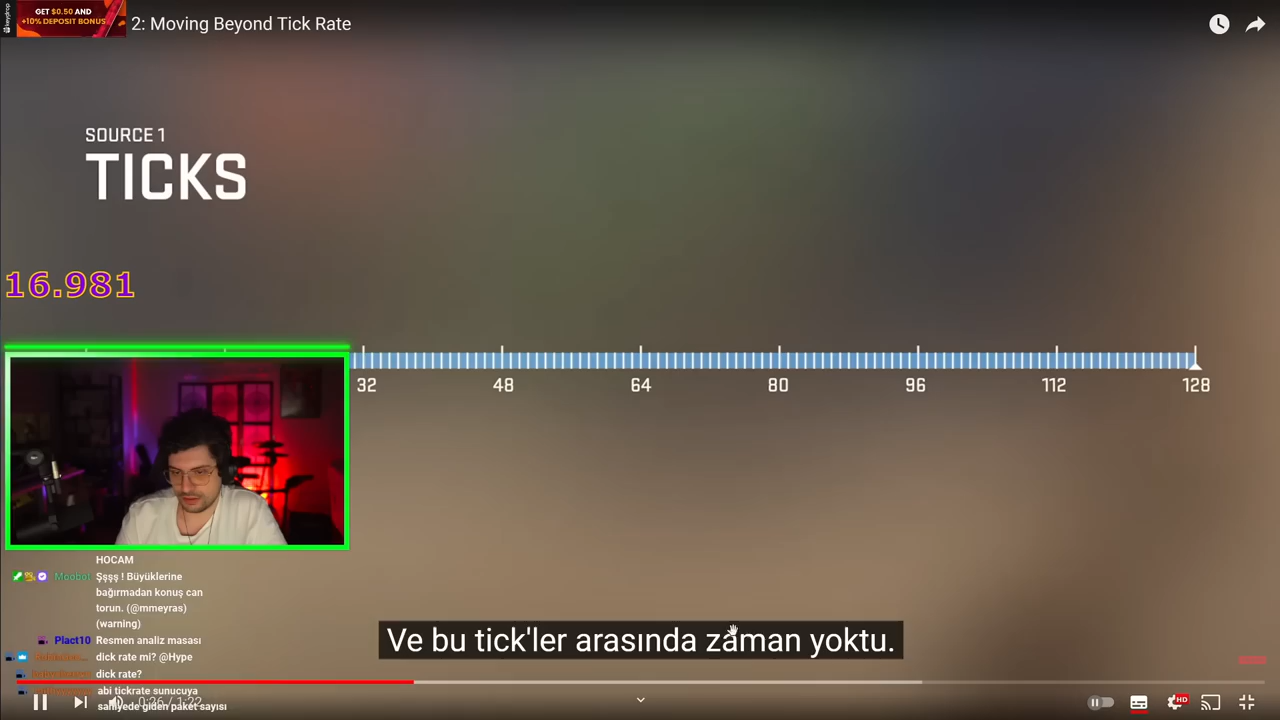 GET $0.50 AND
+10% DEPOSIT BONUS
keydrop
2: Moving Beyond Tick Rate
SOURCE 1
TICKS
16.981
32 48 64 80 96 112 128
HOCAM
Moobot Şşşş ! Büyüklerine
bağırmadan konuş can
torun. (@mmeyras)
(warning)
Plact10 Resmen analiz masası
dick rate mi? @Hype
dick rate?
abi tickrate sunucuya
saniyede giden paket sayısı
Ve bu tick'ler arasında zaman yoktu.
0:26 / 1:22
HD